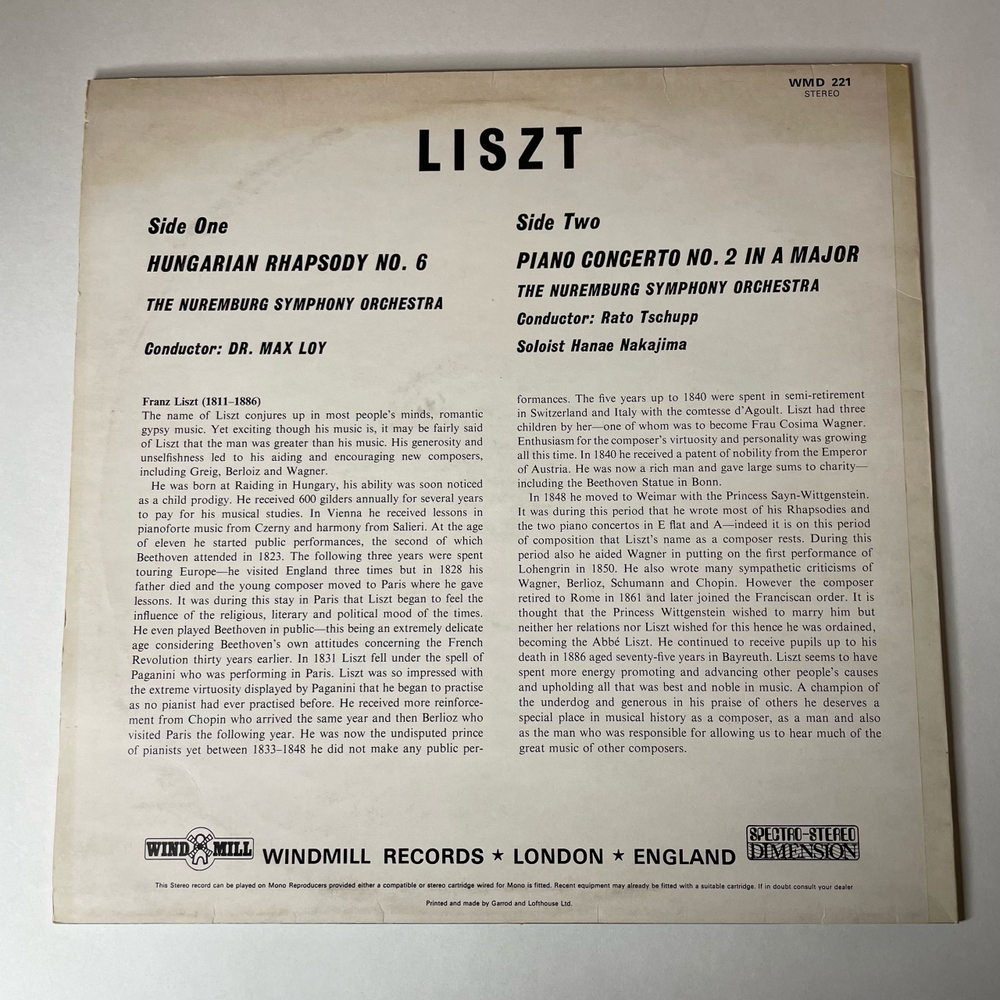 WMD 221
STEREO
LISZT
Side One
HUNGARIAN RHAPSODY NO. 6
THE NUREMBURG SYMPHONY ORCHESTRA
Conductor: DR. MAX LOY
Side Two
PIANO CONCERTO NO. 2 IN A MAJOR
THE NUREMBURG SYMPHONY ORCHESTRA
Conductor: Rato Tschupp
Soloist Hanae Nakajima
Franz Liszt (1811–1886)
The name of Liszt conjures up in most people's minds, romantic
gypsy music. Yet exciting though his music is, it may be fairly said
of Liszt that the man was greater than his music. His generosity and
unselfishness led to his aiding and encouraging new composers,
including Greig, Berloiz and Wagner.
He was born at Raiding in Hungary, his ability was soon noticed
as a child prodigy. He received 600 gilders annually for several years
to pay for his musical studies. In Vienna he received lessons in
pianoforte music from Czerny and harmony from Salieri. At the age
of eleven he started public performances, the second of which
Beethoven attended in 1823. The following three years were spent
touring Europe—he visited England three times but in 1828 his
father died and the young composer moved to Paris where he gave
lessons. It was during this stay in Paris that Liszt began to feel the
influence of the religious, literary and political mood of the times.
He even played Beethoven in public—this being an extremely delicate
age considering Beethoven's own attitudes concerning the French
Revolution thirty years earlier. In 1831 Liszt fell under the spell of
Paganini who was performing in Paris. Liszt was so impressed with
the extreme virtuosity displayed by Paganini that he began to practise
as no pianist had ever practised before. He received more reinforce-
ment from Chopin who arrived the same year and then Berlioz who
visited Paris the following year. He was now the undisputed prince
of pianists yet between 1833–1848 he did not make any public per-
formances. The five years up to 1840 were spent in semi-retirement
in Switzerland and Italy with the comtesse d'Agoult. Liszt had three
children by her—one of whom was to become Frau Cosima Wagner.
Enthusiasm for the composer's virtuosity and personality was growing
all this time. In 1840 he received a patent of nobility from the Emperor
of Austria. He was now a rich man and gave large sums to charity—
including the Beethoven Statue in Bonn.
In 1848 he moved to Weimar with the Princess Sayn-Wittgenstein.
It was during this period that he wrote most of his Rhapsodies and
the two piano concertos in E flat and A—indeed it is on this period
of composition that Liszt's name as a composer rests. During this
period also he aided Wagner in putting on the first performance of
Lohengrin in 1850. He also wrote many sympathetic criticisms of
Wagner, Berlioz, Schumann and Chopin. However the composer
retired to Rome in 1861 and later joined the Franciscan order. It is
thought that the Princess Wittgenstein wished to marry him but
neither her relations nor Liszt wished for this hence he was ordained,
becoming the Abbé Liszt. He continued to receive pupils up to his
death in 1886 aged seventy-five years in Bayreuth. Liszt seems to have
spent more energy promoting and advancing other people's causes
and upholding all that was best and noble in music. A champion of
the underdog and generous in his praise of others he deserves a
special place in musical history as a composer, as a man and also
as the man who was responsible for allowing us to hear much of the
great music of other composers.
WIND MILL
WINDMILL RECORDS ★ LONDON ★ ENGLAND
SPECTRO-STEREO
DIMENSION
This Stereo record can be played on Mono Reproducers provided either a compatible or stereo cartridge wired for Mono is fitted. Recent equipment may already be fitted with a suitable cartridge. If in doubt consult your dealer
Printed and made by Garrod and Lofthouse Ltd.